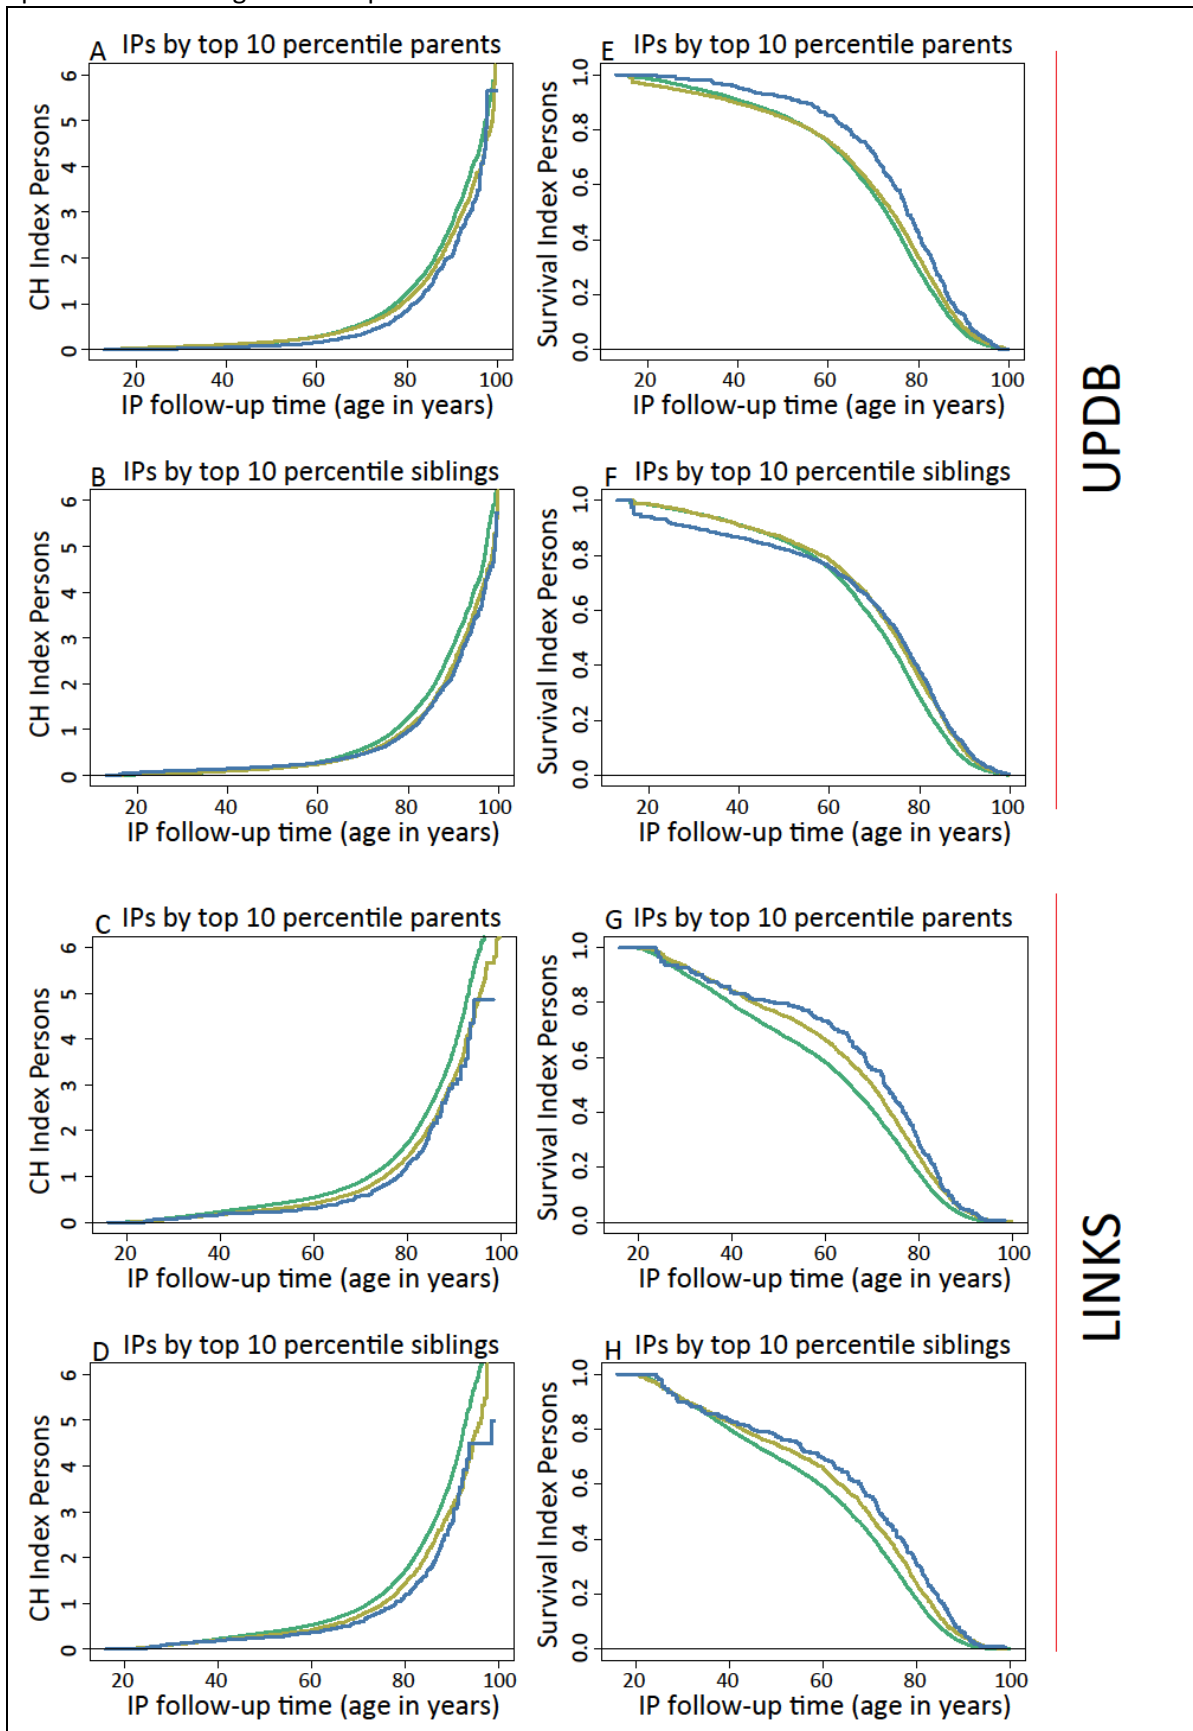 A IPs by top 10 percentile parents
CH Index Persons
0 1 2 3 4 5 6
20 40 60 80 100
IP follow-up time (age in years)
E IPs by top 10 percentile parents
Survival Index Persons
0.0 0.2 0.4 0.6 0.8 1.0
20 40 60 80 100
IP follow-up time (age in years)
B IPs by top 10 percentile siblings
CH Index Persons
0 1 2 3 4 5 6
20 40 60 80 100
IP follow-up time (age in years)
F IPs by top 10 percentile siblings
Survival Index Persons
0.0 0.2 0.4 0.6 0.8 1.0
20 40 60 80 100
IP follow-up time (age in years)
UPDB
C IPs by top 10 percentile parents
CH Index Persons
0 1 2 3 4 5 6
20 40 60 80 100
IP follow-up time (age in years)
G IPs by top 10 percentile parents
Survival Index Persons
0.0 0.2 0.4 0.6 0.8 1.0
20 40 60 80 100
IP follow-up time (age in years)
D IPs by top 10 percentile siblings
CH Index Persons
0 1 2 3 4 5 6
20 40 60 80 100
IP follow-up time (age in years)
H IPs by top 10 percentile siblings
Survival Index Persons
0.0 0.2 0.4 0.6 0.8 1.0
20 40 60 80 100
IP follow-up time (age in years)
LINKS